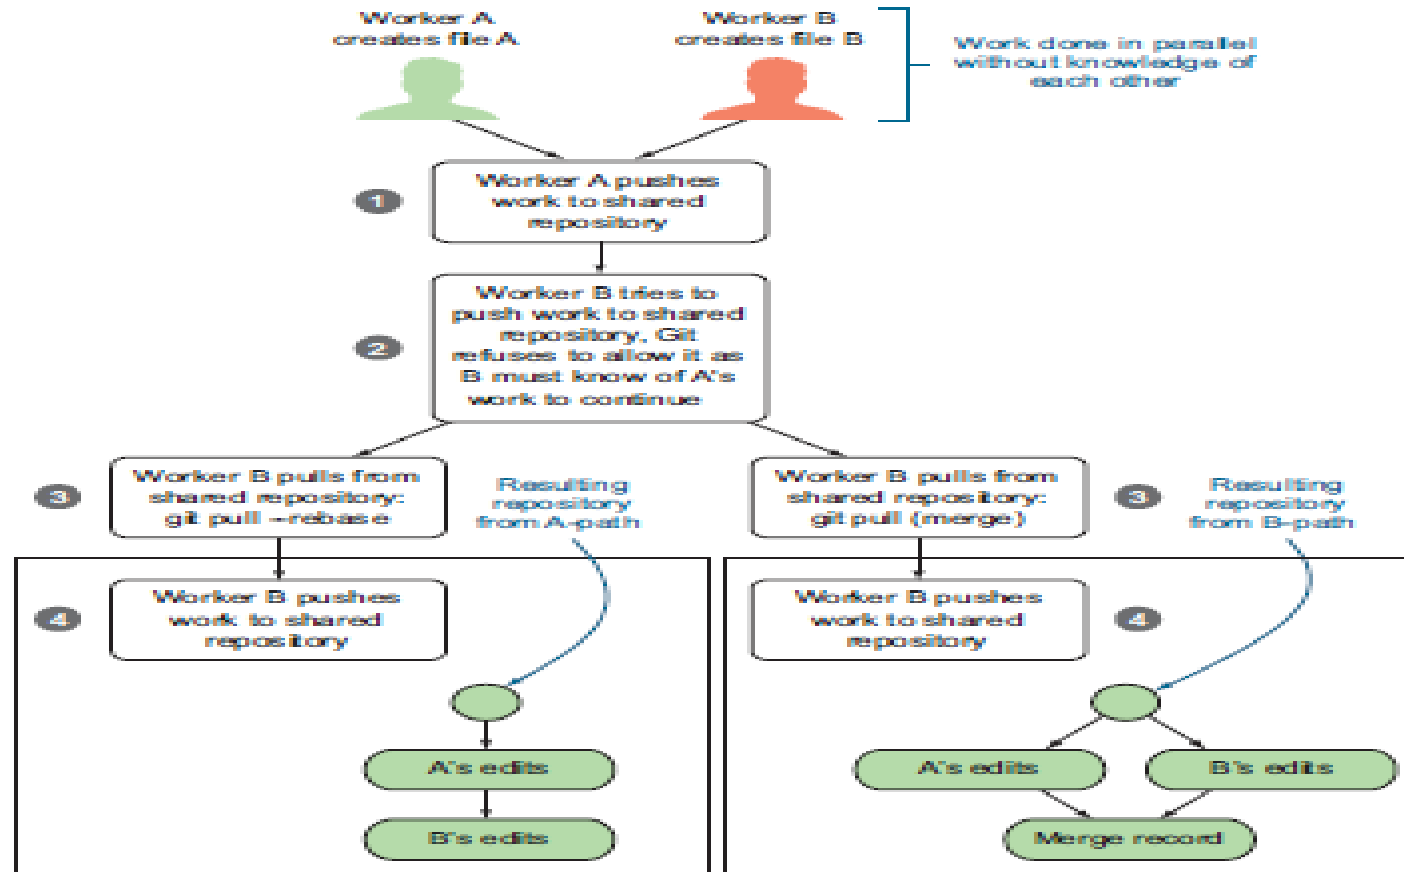 Worker A
creates file A
Worker B
creates file B
Work done in parallel
without knowledge of
each other
1
Worker A pushes
work to shared
repository
2
Worker B tries to
push work to shared
repository, Git
refuses to allow it as
B must know of A's
work to continue
3
Worker B pulls from
shared repository:
git pull --rebase
Resulting
repository
from A-path
Worker B pulls from
shared repository:
git pull (merge)
3
Resulting
repository
from B-path
4
Worker B pushes
work to shared
repository
Worker B pushes
work to shared
repository
4
A's edits
B's edits
A's edits
B's edits
Merge record